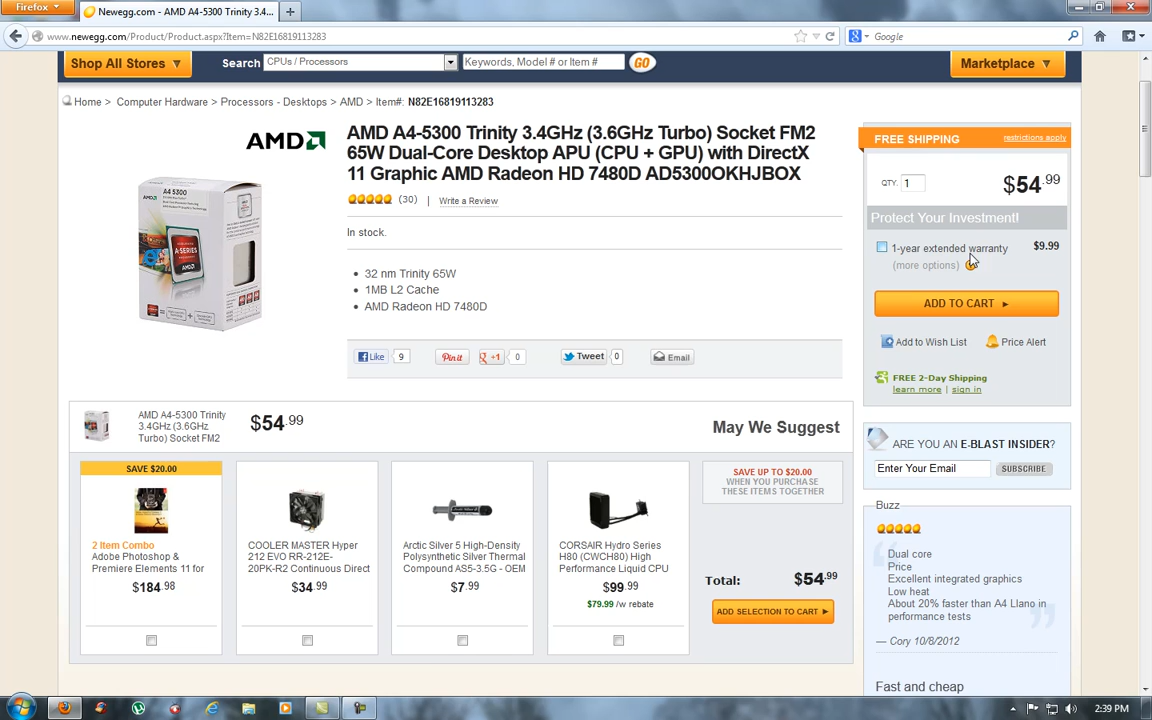 Firefox
Newegg.com - AMD A4-5300 Trinity 3.4...
www.newegg.com/Product/Product.aspx?Item=N82E16819113283
Google
Shop All Stores
Search
CPUs / Processors
Keywords, Model # or Item #
GO
Marketplace
Home > Computer Hardware > Processors - Desktops > AMD > Item#: N82E16819113283
AMD
AMD A4-5300 Trinity 3.4GHz (3.6GHz Turbo) Socket FM2
65W Dual-Core Desktop APU (CPU + GPU) with DirectX
11 Graphic AMD Radeon HD 7480D AD5300OKHJBOX
(30) | Write a Review
In stock.
32 nm Trinity 65W
1MB L2 Cache
AMD Radeon HD 7480D
Like 9
Pin it
+1 0
Tweet 0
Email
FREE SHIPPING
restrictions apply
QTY. 1
$54.99
Protect Your Investment!
1-year extended warranty $9.99
(more options)
ADD TO CART
Add to Wish List
Price Alert
FREE 2-Day Shipping
learn more | sign in
AMD A4-5300 Trinity
3.4GHz (3.6GHz
Turbo) Socket FM2
$54.99
May We Suggest
SAVE $20.00
2 Item Combo
Adobe Photoshop &
Premiere Elements 11 for
$184.98
COOLER MASTER Hyper
212 EVO RR-212E-
20PK-R2 Continuous Direct
$34.99
Arctic Silver 5 High-Density
Polysynthetic Silver Thermal
Compound AS5-3.5G - OEM
$7.99
CORSAIR Hydro Series
H80 (CWCH80) High
Performance Liquid CPU
$99.99
$79.99 /w rebate
SAVE UP TO $20.00
WHEN YOU PURCHASE
THESE ITEMS TOGETHER
Total: $54.99
ADD SELECTION TO CART
ARE YOU AN E-BLAST INSIDER?
Enter Your Email
SUBSCRIBE
Buzz
Dual core
Price
Excellent integrated graphics
Low heat
About 20% faster than A4 Llano in
performance tests
— Cory 10/8/2012
Fast and cheap
2:39 PM